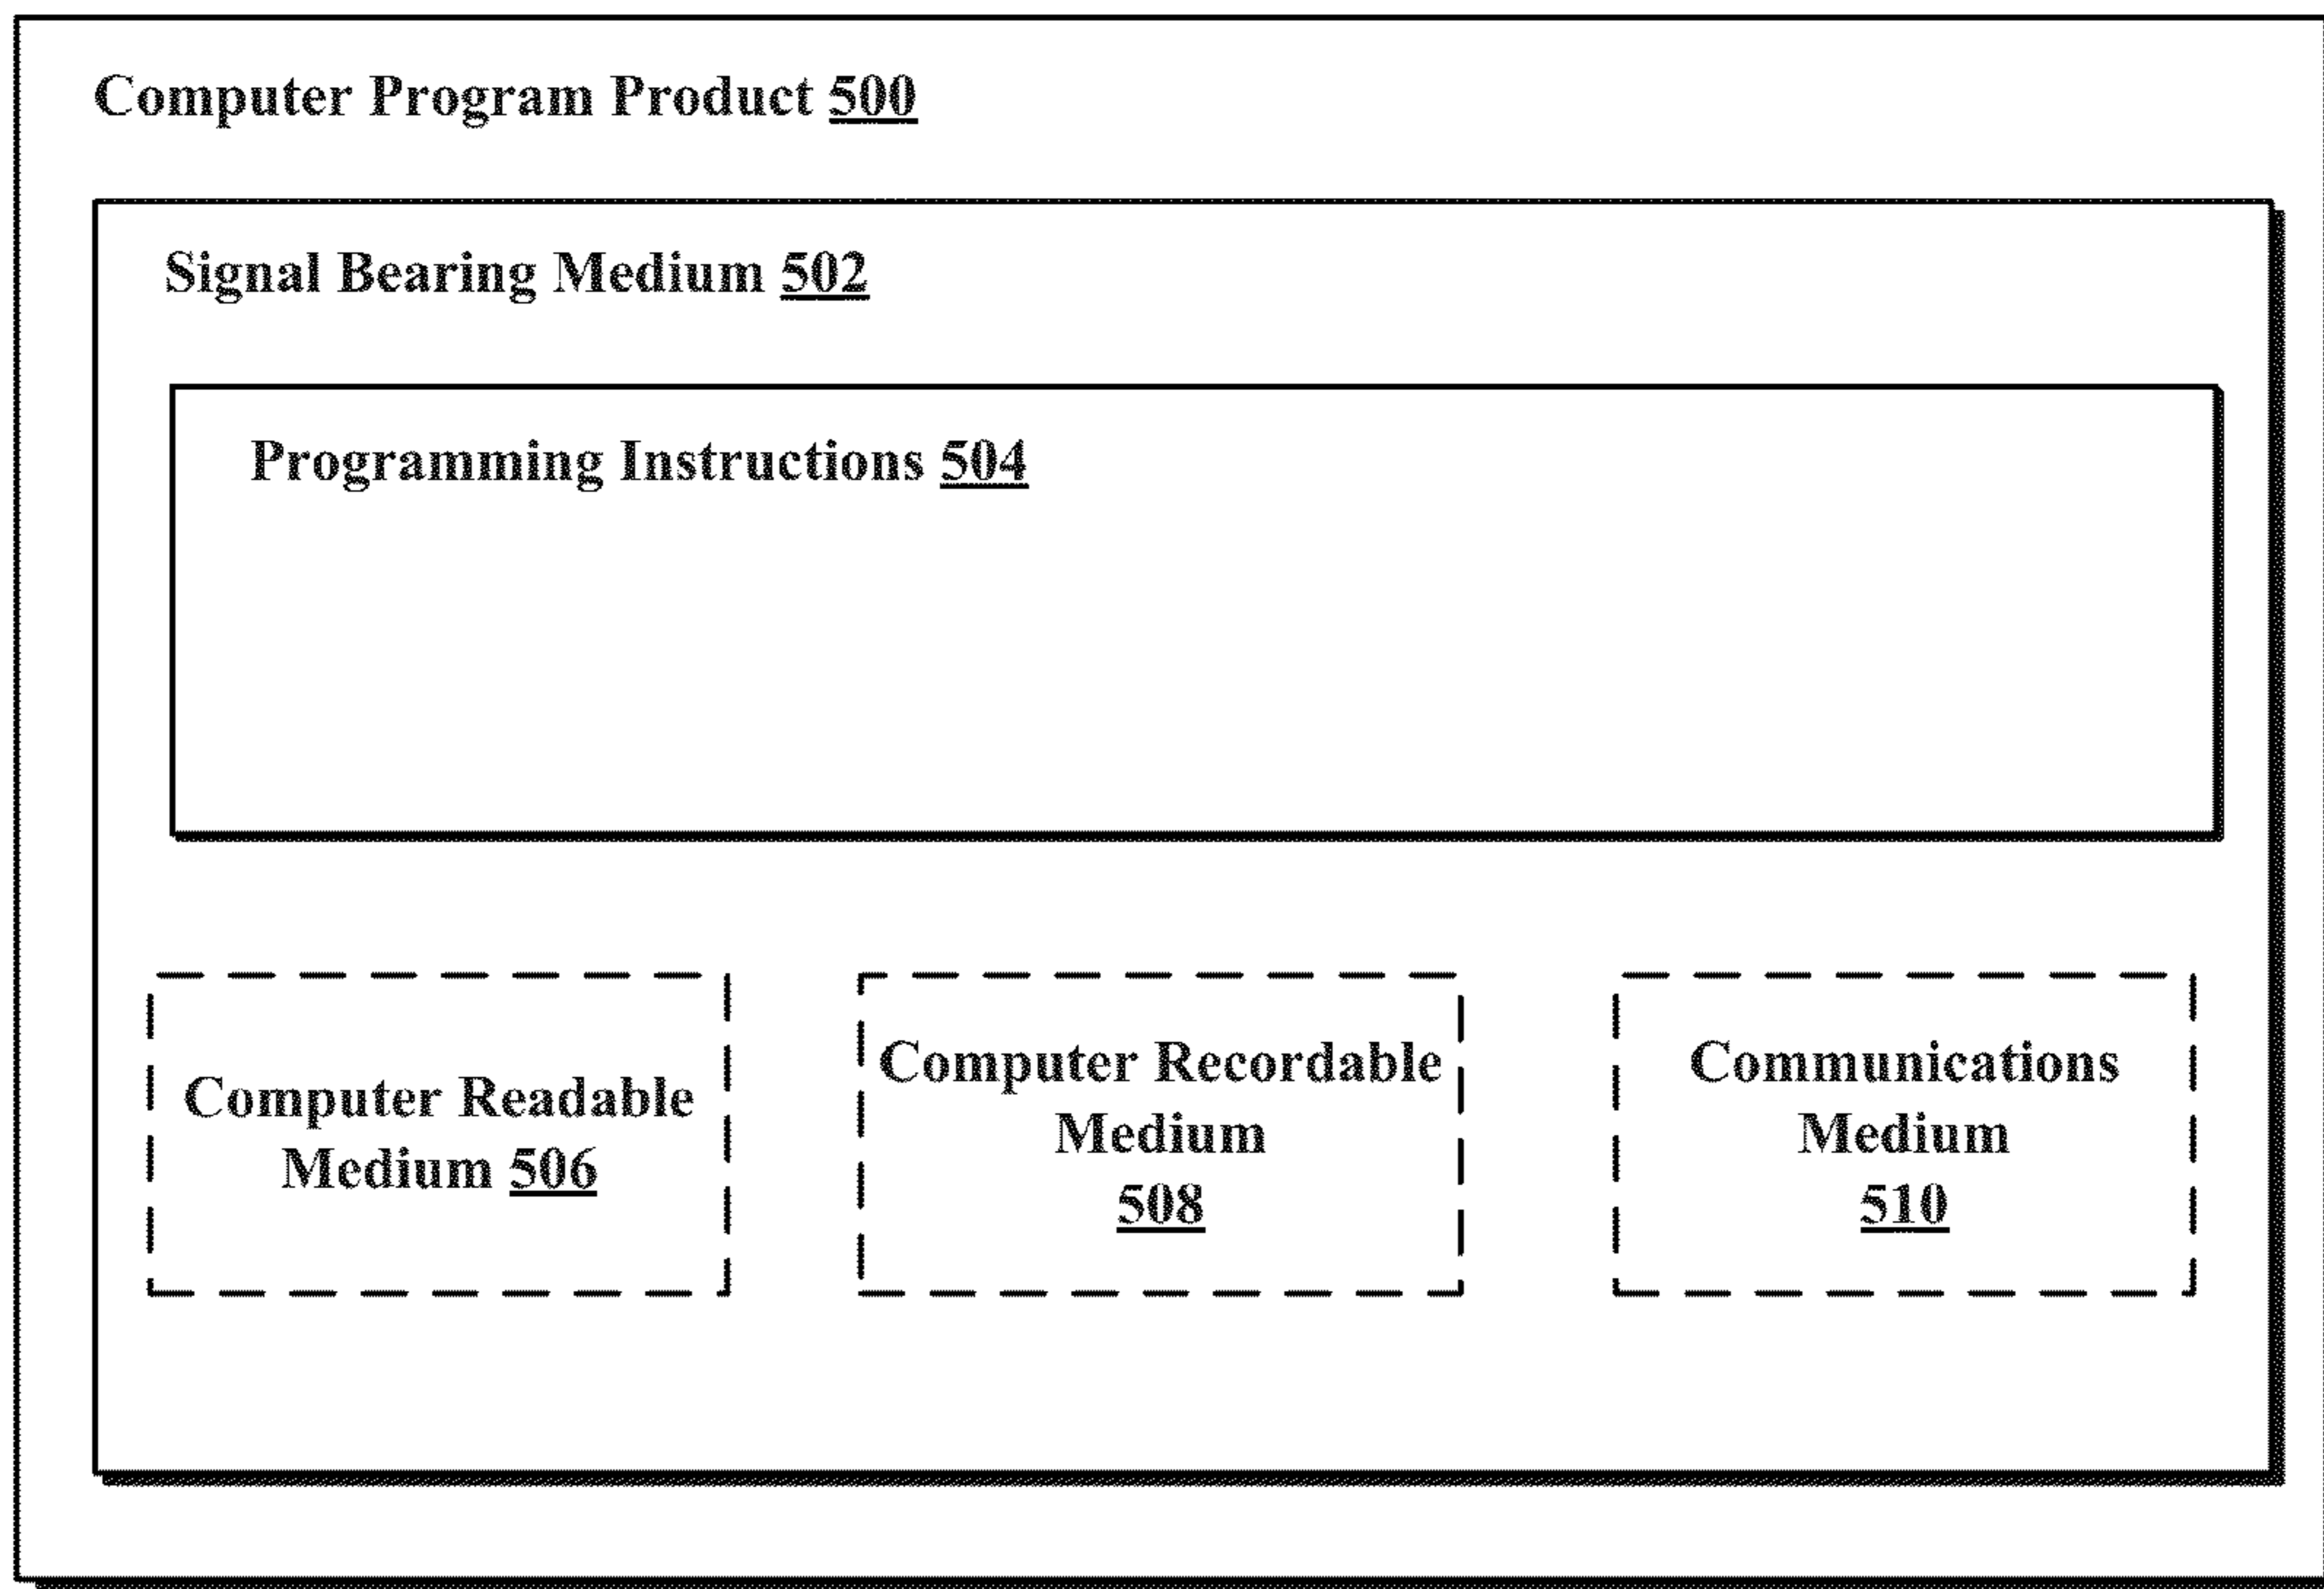 Computer Program Product 500
Signal Bearing Medium 502
Programming Instructions 504
Computer Readable
Medium 506
Computer Recordable
Medium
508
Communications
Medium
510